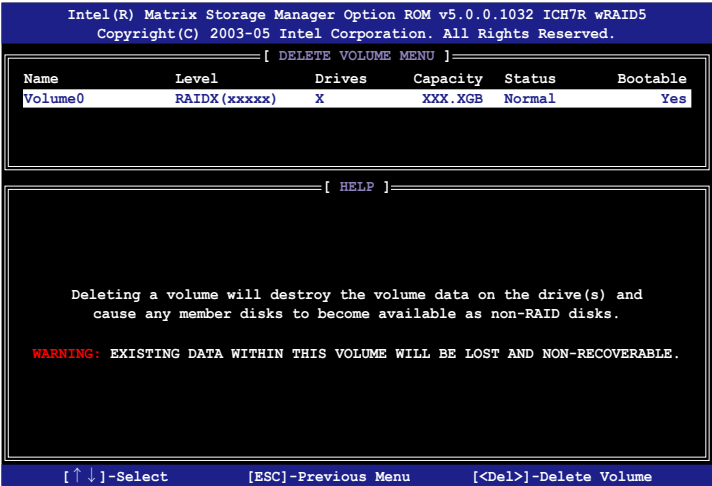 Intel(R) Matrix Storage Manager Option ROM v5.0.0.1032 ICH7R wRAID5
Copyright(C) 2003-05 Intel Corporation. All Rights Reserved.
[ DELETE VOLUME MENU ]
Name Level Drives Capacity Status Bootable
Volume0 RAIDX(xxxxx) X XXX.XGB Normal Yes
[ HELP ]
Deleting a volume will destroy the volume data on the drive(s) and
cause any member disks to become available as non-RAID disks.
WARNING: EXISTING DATA WITHIN THIS VOLUME WILL BE LOST AND NON-RECOVERABLE.
[↑↓]-Select [ESC]-Previous Menu [<Del>]-Delete Volume